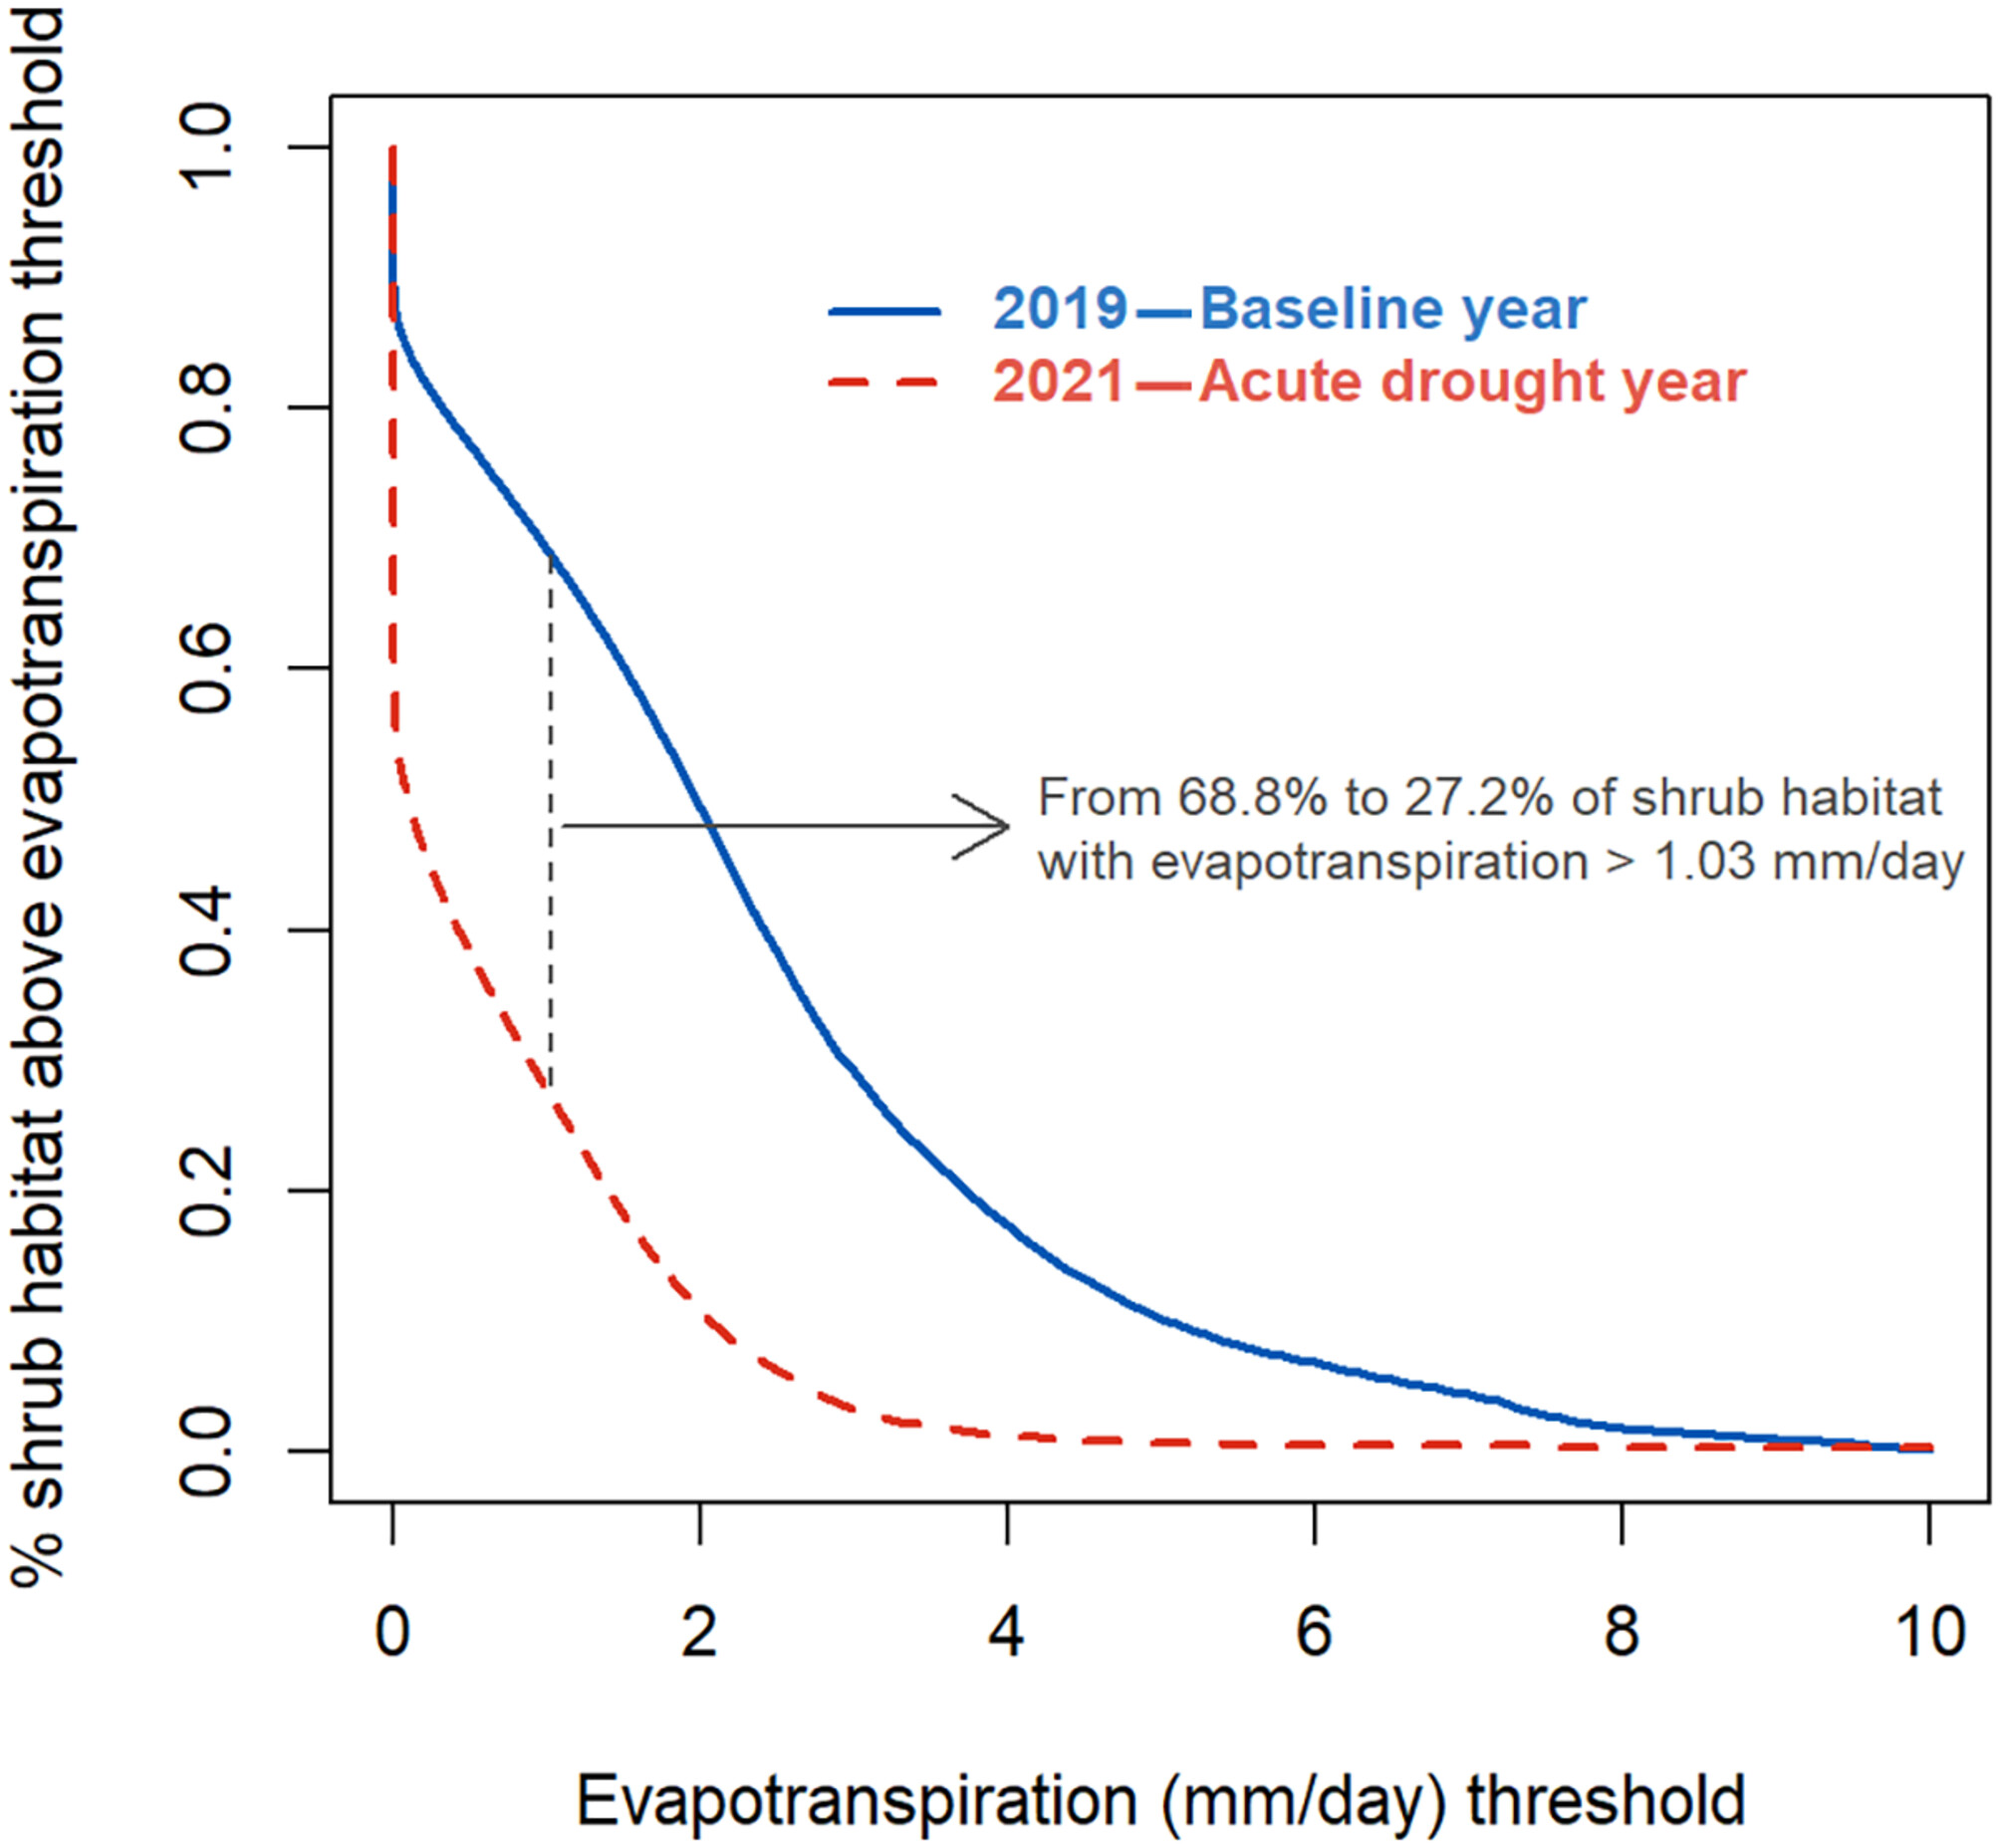 % shrub habitat above evapotranspiration threshold
1.0
0.8
0.6
0.4
0.2
0.0
2019—Baseline year
2021—Acute drought year
From 68.8% to 27.2% of shrub habitat
with evapotranspiration > 1.03 mm/day
0 2 4 6 8 10
Evapotranspiration (mm/day) threshold